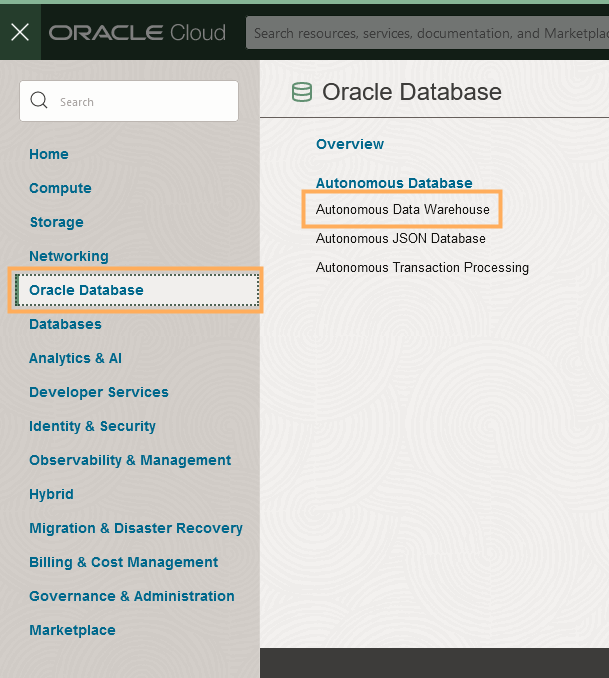 ORACLE Cloud
Search resources, services, documentation, and Marketplac
Search
Home
Compute
Storage
Networking
Oracle Database
Databases
Analytics & AI
Developer Services
Identity & Security
Observability & Management
Hybrid
Migration & Disaster Recovery
Billing & Cost Management
Governance & Administration
Marketplace
Oracle Database
Overview
Autonomous Database
Autonomous Data Warehouse
Autonomous JSON Database
Autonomous Transaction Processing